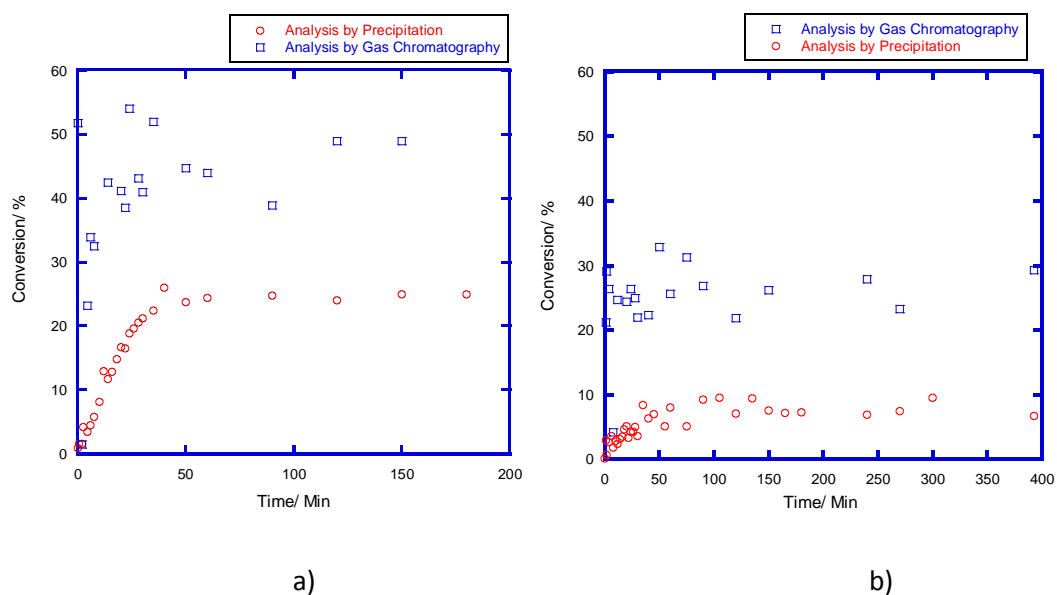 Analysis by Precipitation
Analysis by Gas Chromatography
60
50
40
30
20
10
0
Conversion/ %
0 50 100 150 200
Time/ Min
a)
Analysis by Gas Chromatography
Analysis by Precipitation
60
50
40
30
20
10
0
Conversion/ %
0 50 100 150 200 250 300 350 400
Time/ Min
b)